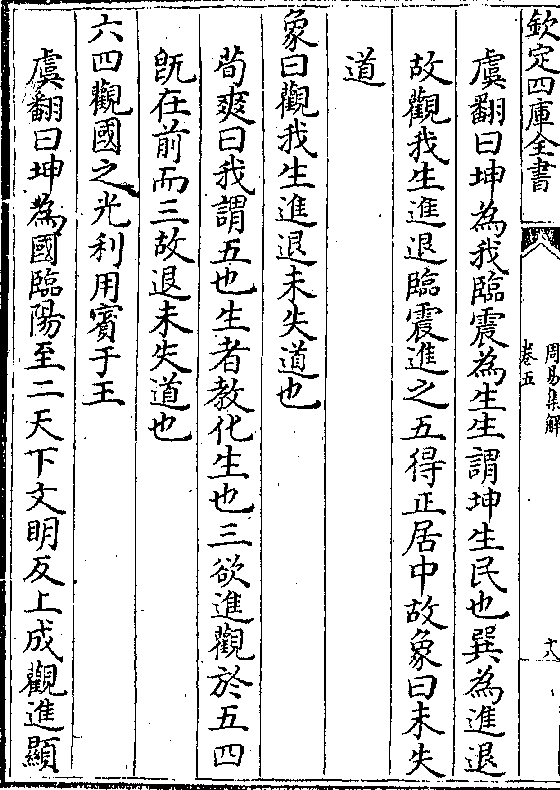 欽定四庫全書
周易集解
卷五
十八
虞翻曰坤為我臨震為生生謂坤生民也巽為進退
故觀我生進退臨震進之五得正居中故象曰未失
道
象曰觀我生進退未失道也
荀爽曰我謂五也生者教化生也三欲進觀於五四
既在前而三故退未失道也
六四觀國之光利用賓于王
虞翻曰坤為國臨陽至二天下文明反上成觀進顯